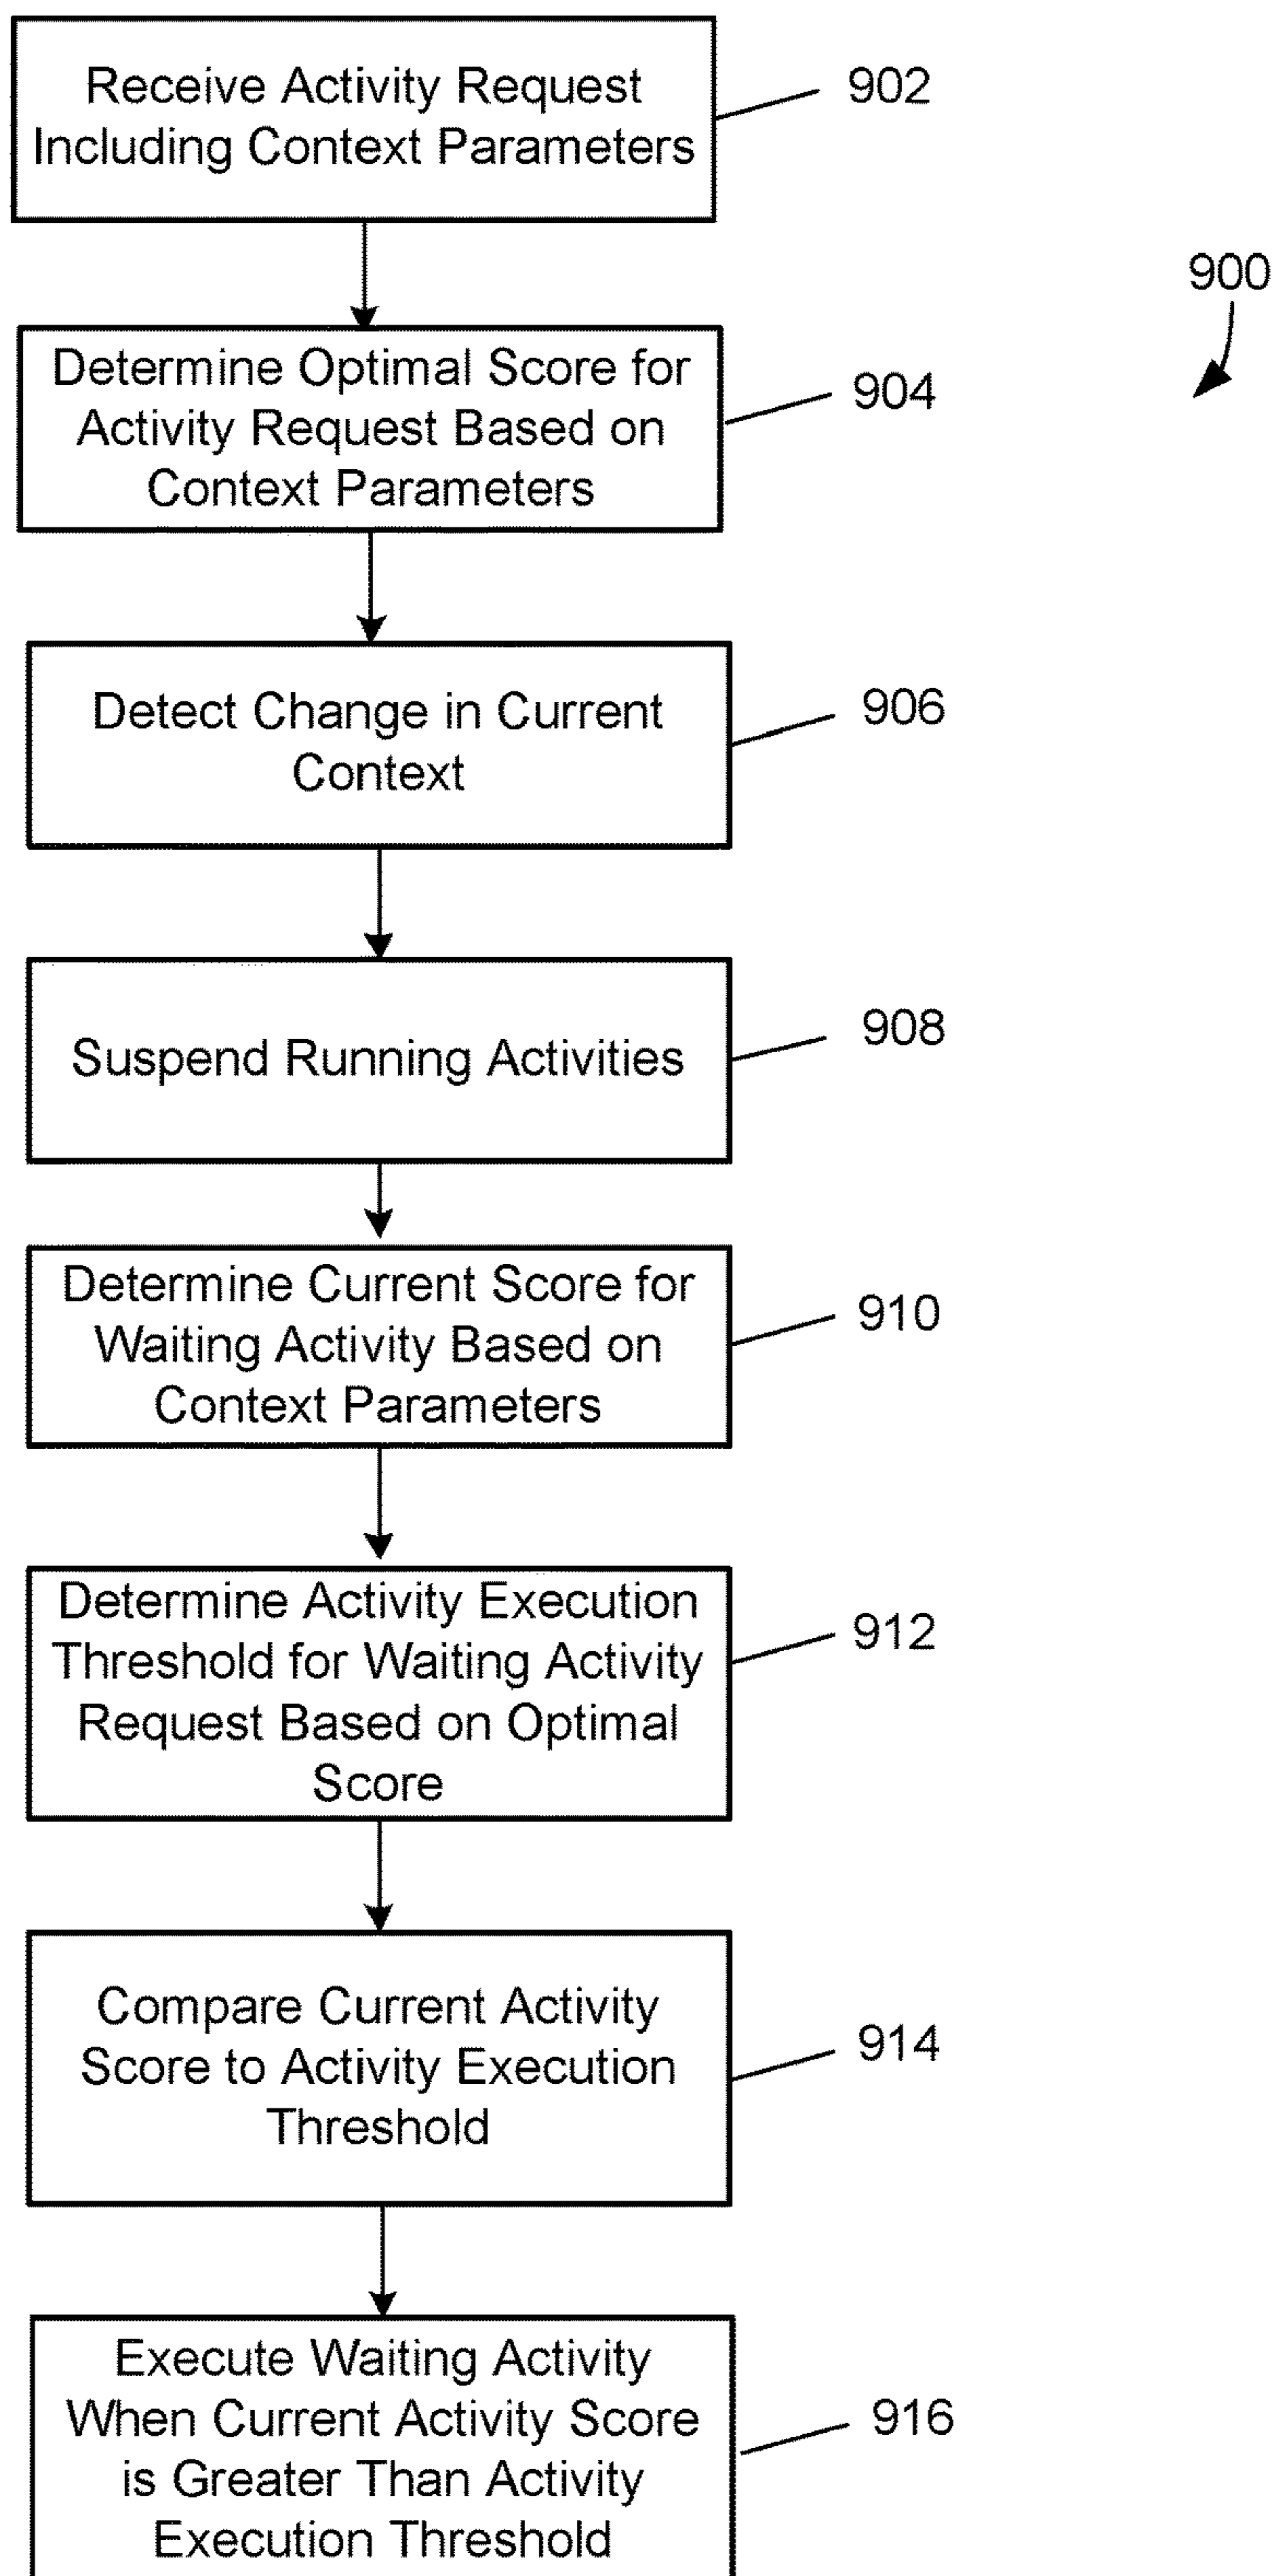 Receive Activity Request
Including Context Parameters
902
900
Determine Optimal Score for
Activity Request Based on
Context Parameters
904
Detect Change in Current
Context
906
Suspend Running Activities
908
Determine Current Score for
Waiting Activity Based on
Context Parameters
910
Determine Activity Execution
Threshold for Waiting Activity
Request Based on Optimal
Score
912
Compare Current Activity
Score to Activity Execution
Threshold
914
Execute Waiting Activity
When Current Activity Score
is Greater Than Activity
Execution Threshold
916